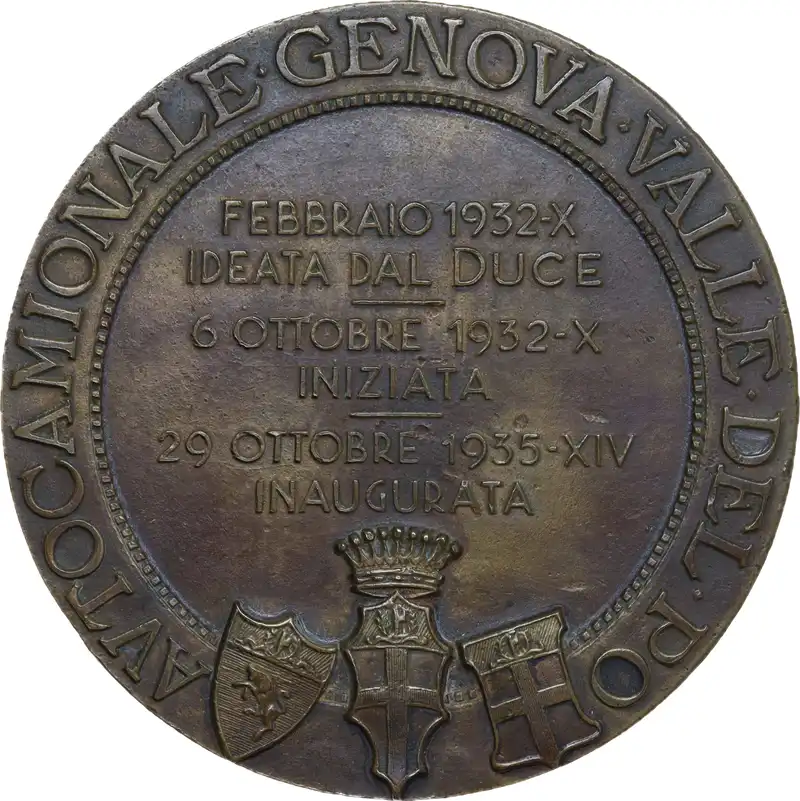 AVTOCAMIONALE · GENOVA · VALLE · DEL · PO
FEBBRAIO 1932-X
IDEATA DAL DUCE
6 OTTOBRE 1932-X
INIZIATA
29 OTTOBRE 1935-XIV
INAUGURATA